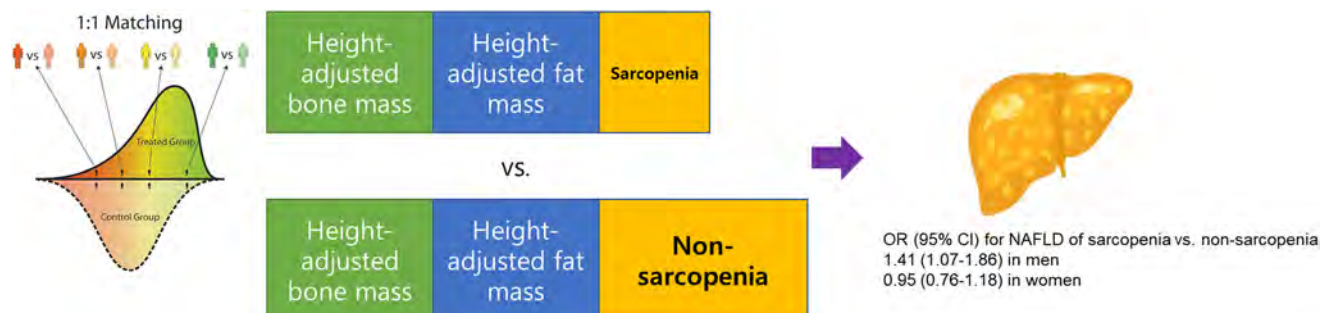 1:1 Matching
vs vs vs vs
Treated Group
Control Group
Height-
adjusted
bone mass
Height-
adjusted fat
mass
Sarcopenia
vs.
Height-
adjusted
bone mass
Height-
adjusted fat
mass
Non-
sarcopenia
OR (95% CI) for NAFLD of sarcopenia vs. non-sarcopenia
1.41 (1.07-1.86) in men
0.95 (0.76-1.18) in women